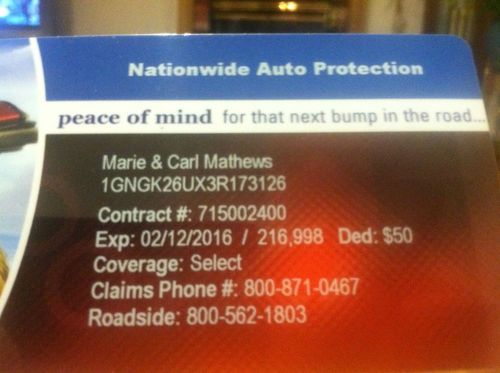 Nationwide Auto Protection
peace of mind for that next bump in the road...
Marie & Carl Mathews
1GNGK26UX3R173126
Contract #: 715002400
Exp: 02/12/2016 / 216,998 Ded: $50
Coverage: Select
Claims Phone #: 800-871-0467
Roadside: 800-562-1803